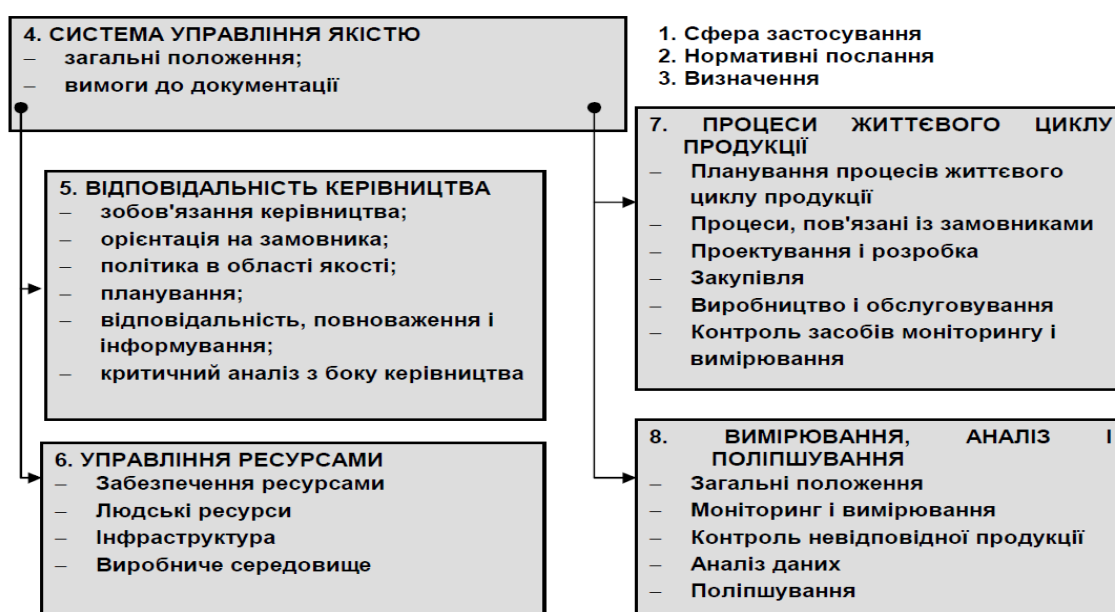 4. СИСТЕМА УПРАВЛІННЯ ЯКІСТЮ
– загальні положення;
– вимоги до документації
1. Сфера застосування
2. Нормативні послання
3. Визначення
5. ВІДПОВІДАЛЬНІСТЬ КЕРІВНИЦТВА
– зобов'язання керівництва;
– орієнтація на замовника;
– політика в області якості;
– планування;
– відповідальність, повноваження і
інформування;
– критичний аналіз з боку керівництва
6. УПРАВЛІННЯ РЕСУРСАМИ
– Забезпечення ресурсами
– Людські ресурси
– Інфраструктура
– Виробниче середовище
7. ПРОЦЕСИ ЖИТТЄВОГО ЦИКЛУ
ПРОДУКЦІЇ
– Планування процесів життєвого
циклу продукції
– Процеси, пов'язані із замовниками
– Проектування і розробка
– Закупівля
– Виробництво і обслуговування
– Контроль засобів моніторингу і
вимірювання
8. ВИМІРЮВАННЯ, АНАЛІЗ І
ПОЛІПШУВАННЯ
– Загальні положення
– Моніторинг і вимірювання
– Контроль невідповідної продукції
– Аналіз даних
– Поліпшування